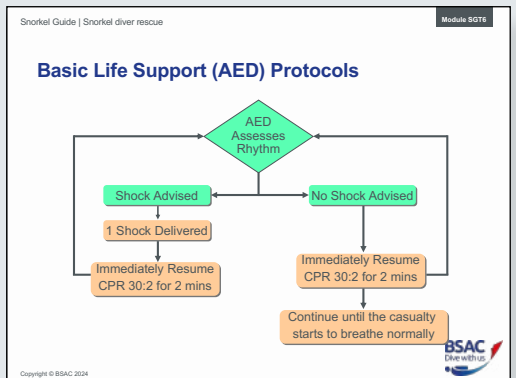 Snorkel Guide | Snorkel diver rescue
Module SGT6
Basic Life Support (AED) Protocols
AED
Assesses
Rhythm
Shock Advised
No Shock Advised
1 Shock Delivered
Immediately Resume
CPR 30:2 for 2 mins
Immediately Resume
CPR 30:2 for 2 mins
Continue until the casualty
starts to breathe normally
BSAC
Dive with us
Copyright © BSAC 2024